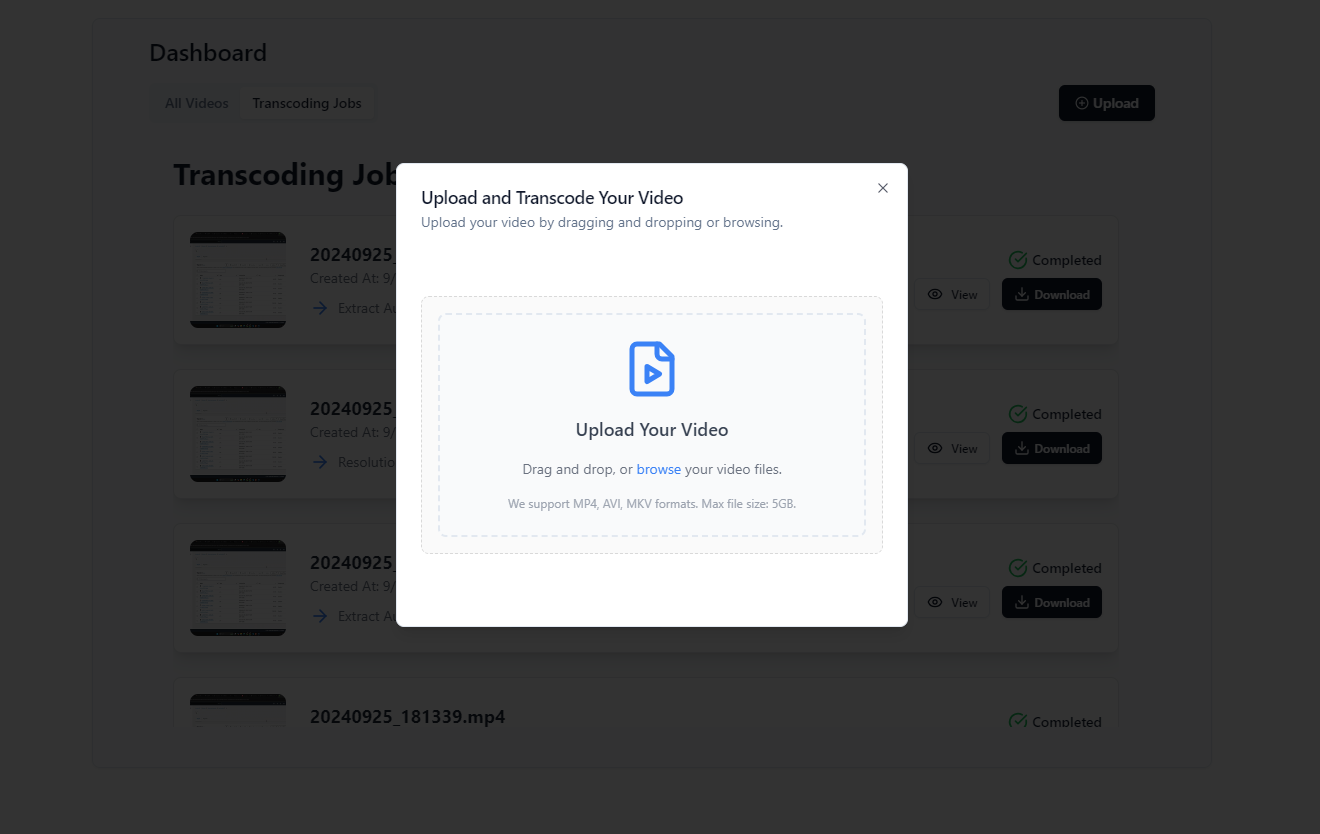 Dashboard
All Videos
Transcoding Jobs
Upload
Transcoding Job
Upload and Transcode Your Video
Upload your video by dragging and dropping or browsing.
20240925_
Created At: 9/
Extract Au
Completed
View
Download
Upload Your Video
Drag and drop, or browse your video files.
We support MP4, AVI, MKV formats. Max file size: 5GB.
20240925_
Created At: 9/
Resolutio
Completed
View
Download
20240925_
Created At: 9/
Extract Au
Completed
View
Download
20240925_181339.mp4
Completed